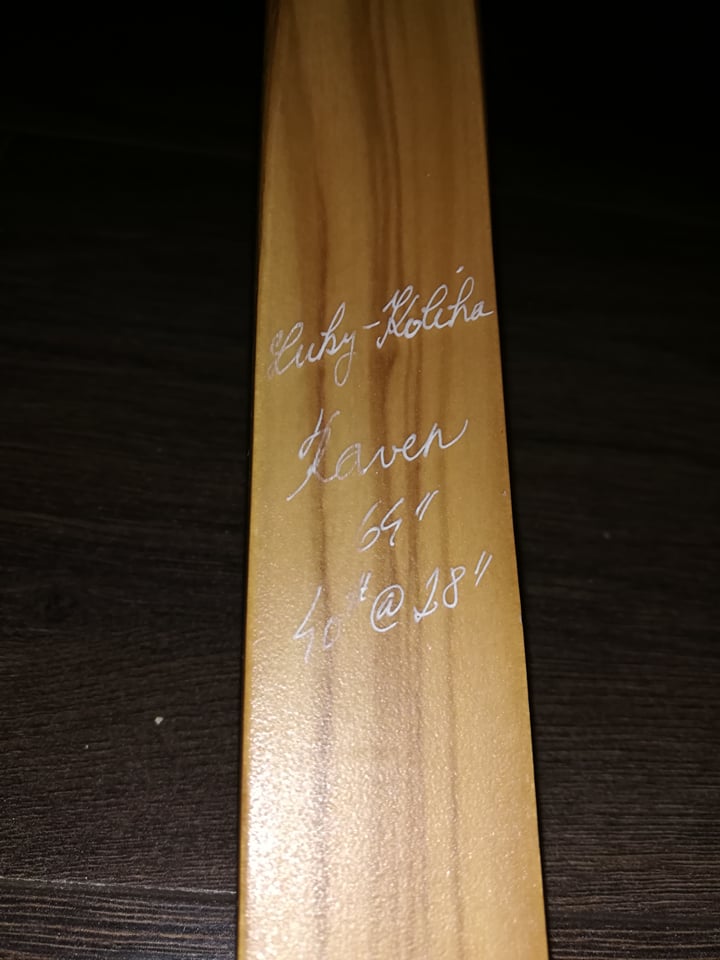 Luky-Koliha
Raven
64"
40# @ 28"